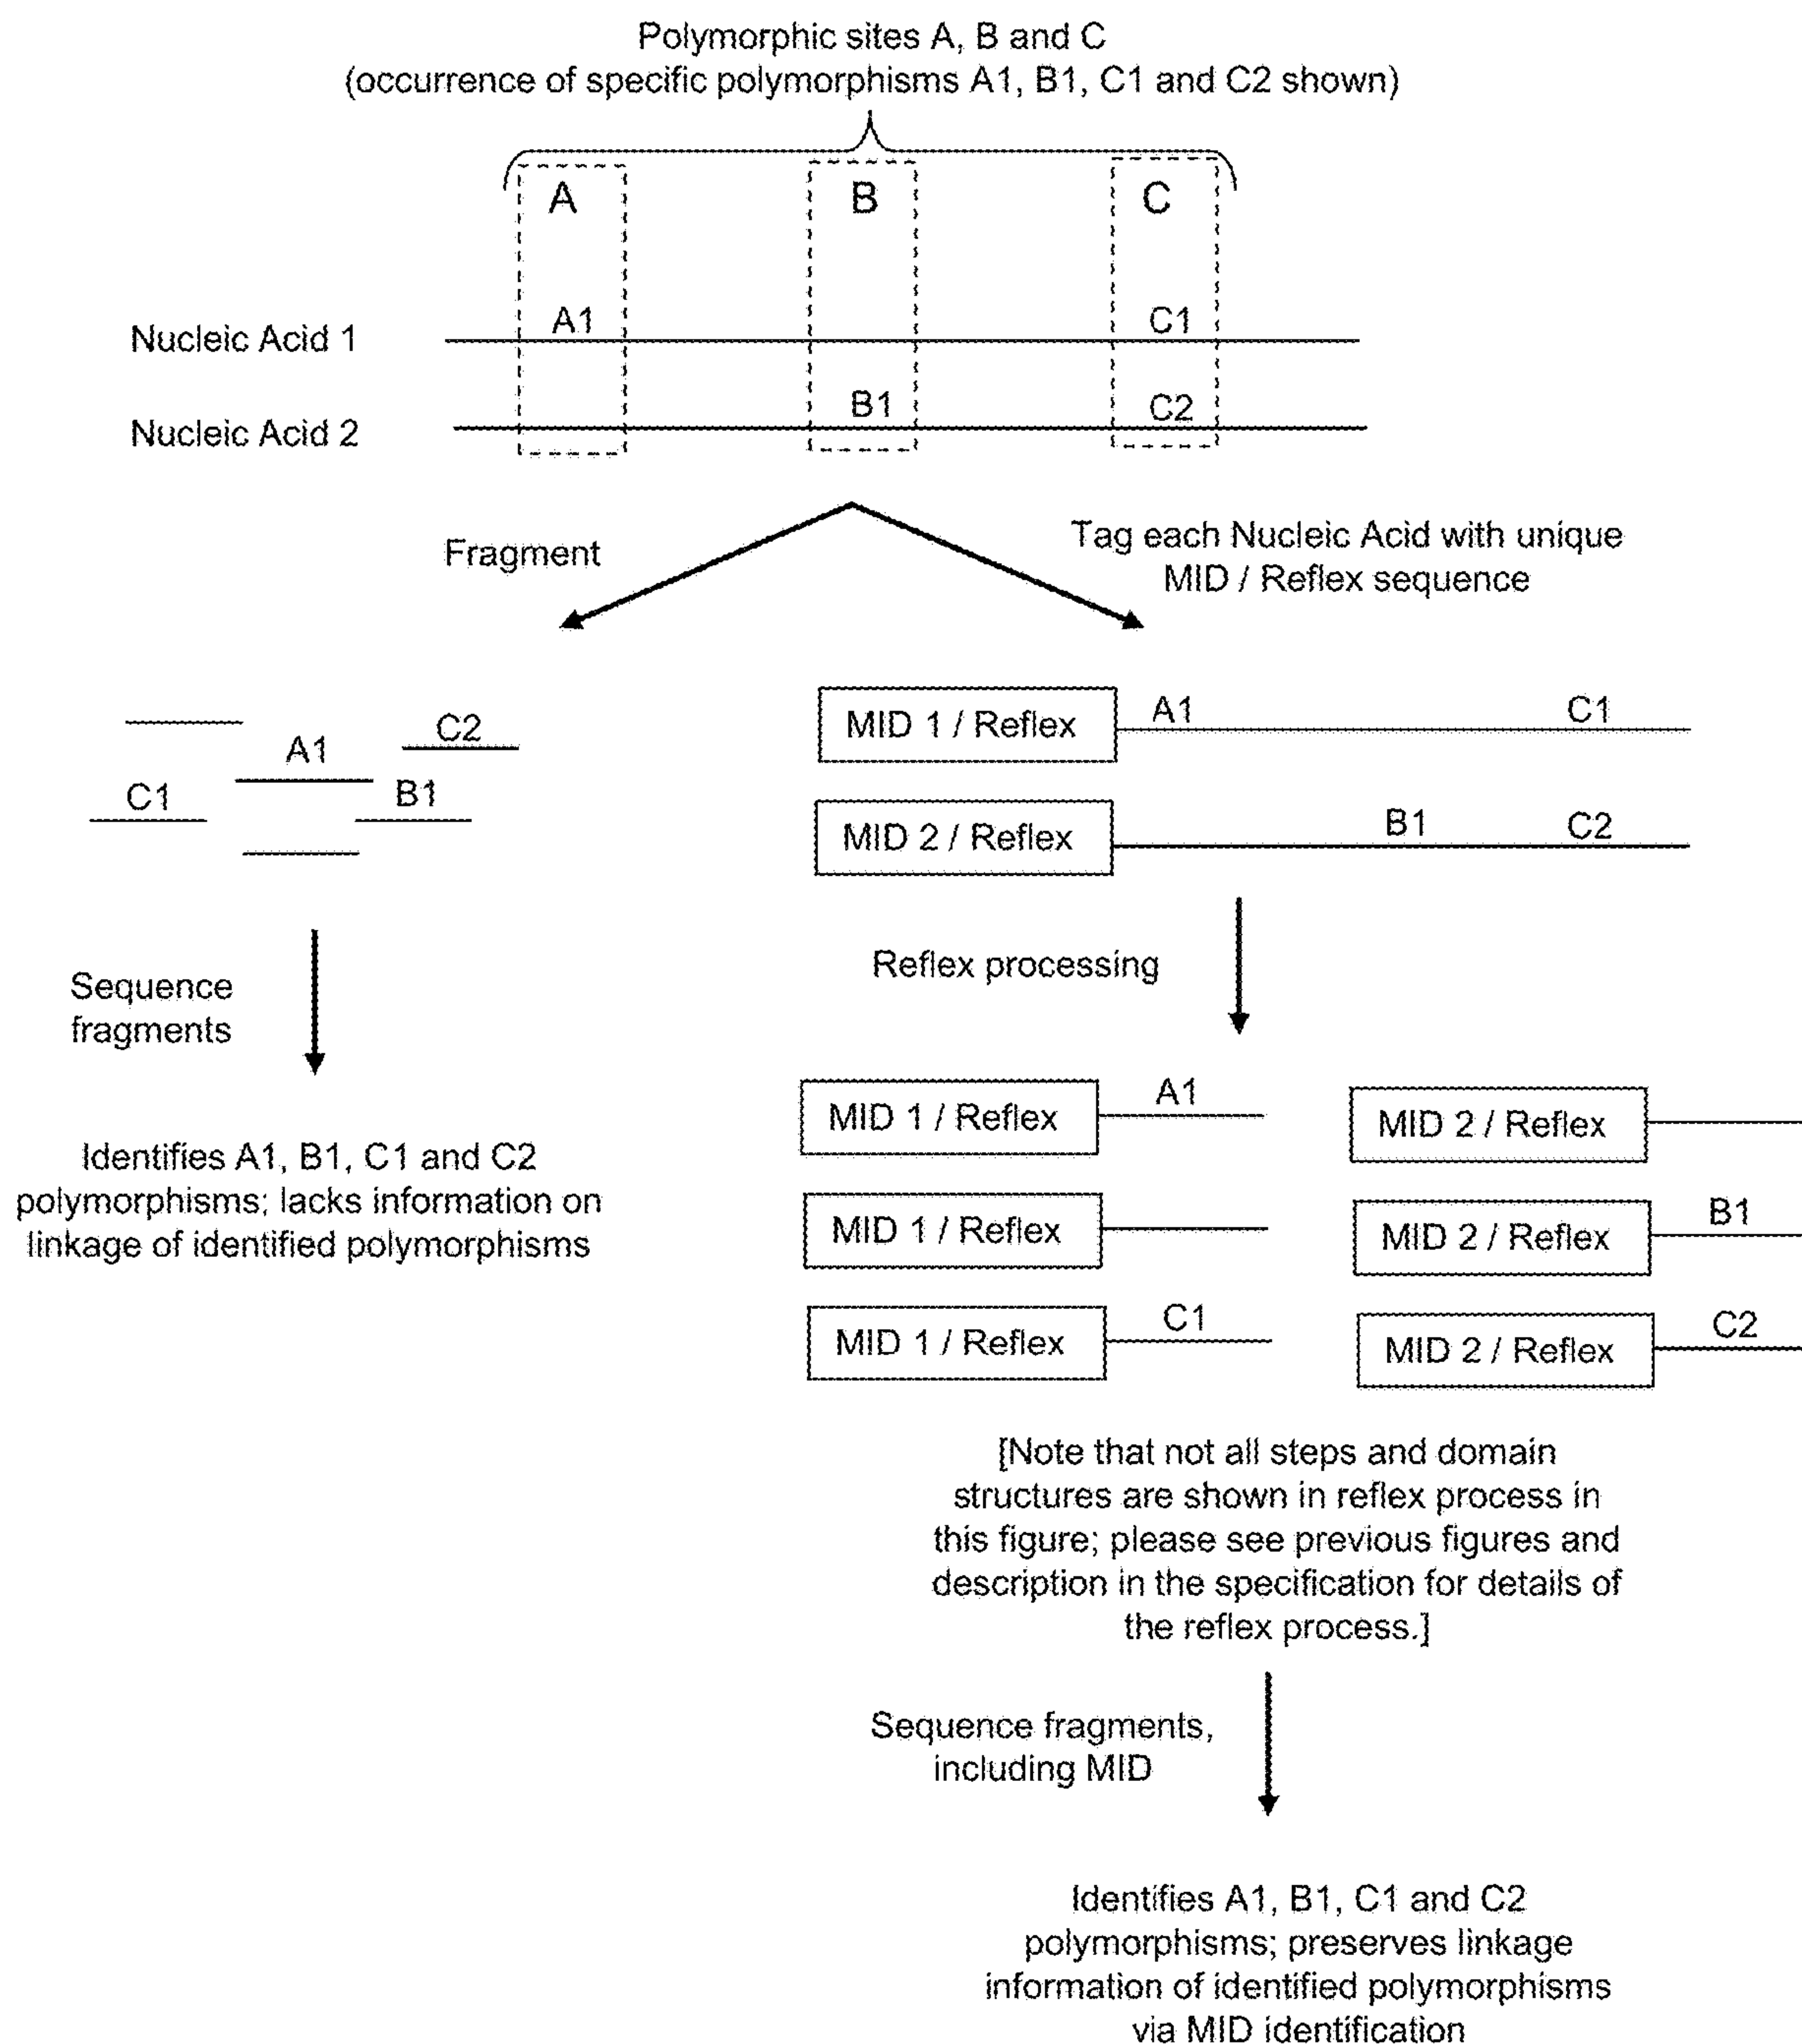 Polymorphic sites A, B and C
(occurrence of specific polymorphisms A1, B1, C1 and C2 shown)
A B C
A1 C1
Nucleic Acid 1
B1 C2
Nucleic Acid 2
Fragment
Tag each Nucleic Acid with unique
MID / Reflex sequence
C2
A1
C1 B1
MID 1 / Reflex A1 C1
MID 2 / Reflex B1 C2
Sequence
fragments
Reflex processing
Identifies A1, B1, C1 and C2
polymorphisms; lacks information on
linkage of identified polymorphisms
MID 1 / Reflex A1
MID 2 / Reflex
MID 1 / Reflex
MID 2 / Reflex B1
MID 1 / Reflex C1
MID 2 / Reflex C2
[Note that not all steps and domain
structures are shown in reflex process in
this figure; please see previous figures and
description in the specification for details of
the reflex process.]
Sequence fragments,
including MID
Identifies A1, B1, C1 and C2
polymorphisms; preserves linkage
information of identified polymorphisms
via MID identification